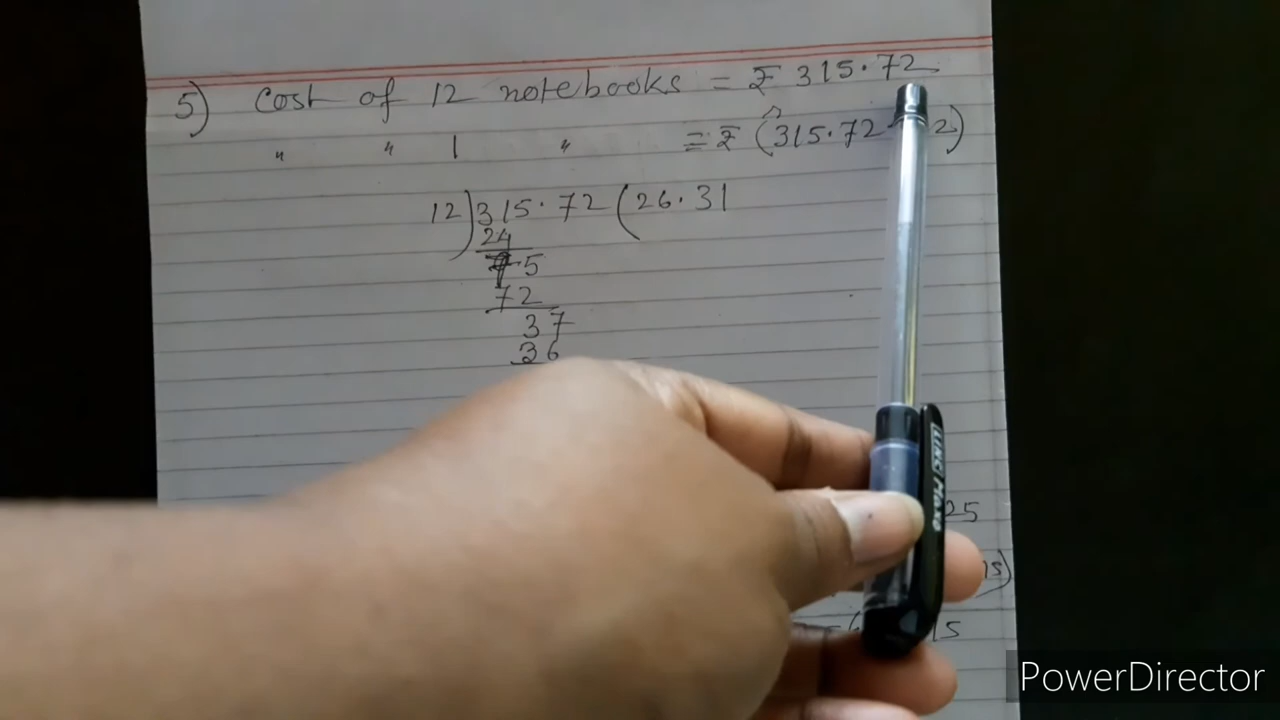 5) Cost of 12 notebooks = ₹ 315.72
" " 1 " = ₹ (315.72 2)
12)315.72(26.31
24
75
72
37
36
25
15)
15
LINC
PowerDirector